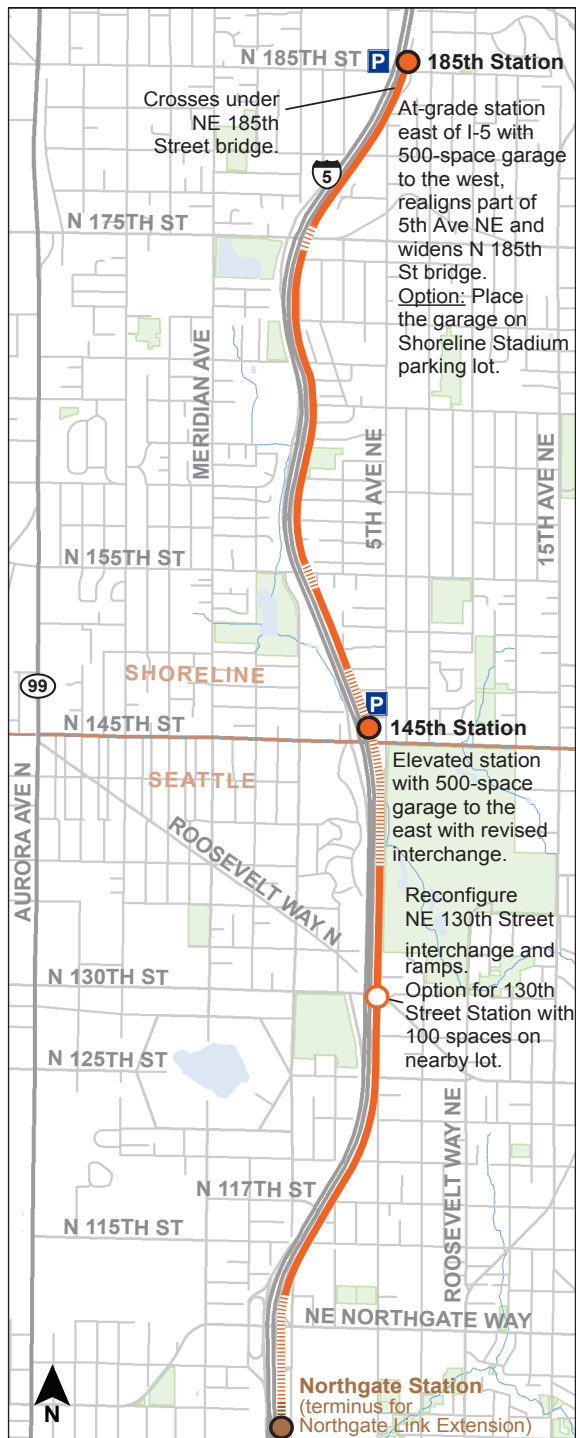 N 185TH ST
P
185th Station
Crosses under
NE 185th
Street bridge.
At-grade station
east of I-5 with
500-space garage
to the west,
realigns part of
5th Ave NE and
widens N 185th
St bridge.
Option: Place
the garage on
Shoreline Stadium
parking lot.
5
N 175TH ST
MERIDIAN AVE
5TH AVE NE
15TH AVE NE
N 155TH ST
SHORELINE
99
P
N 145TH ST
145th Station
SEATTLE
Elevated station
with 500-space
garage to the
east with revised
interchange.
AURORA AVE N
ROOSEVELT WAY N
Reconfigure
NE 130th Street
interchange and
ramps.
N 130TH ST
Option for 130th
Street Station with
100 spaces on
nearby lot.
N 125TH ST
ROOSEVELT WAY NE
N 117TH ST
N 115TH ST
NE NORTHGATE WAY
N
Northgate Station
(terminus for
Northgate Link Extension)